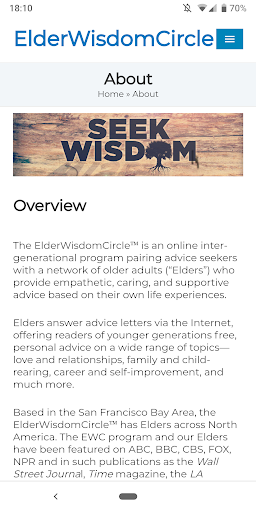 18:10
70%
ElderWisdomCircle
About
Home » About
SEEK
WISDOM
Overview
The ElderWisdomCircle™ is an online inter-
generational program pairing advice seekers
with a network of older adults ("Elders") who
provide empathetic, caring, and supportive
advice based on their own life experiences.
Elders answer advice letters via the Internet,
offering readers of younger generations free,
personal advice on a wide range of topics—
love and relationships, family and child-
rearing, career and self-improvement, and
much more.
Based in the San Francisco Bay Area, the
ElderWisdomCircle™ has Elders across North
America. The EWC program and our Elders
have been featured on ABC, BBC, CBS, FOX,
NPR and in such publications as the Wall
Street Journal, Time magazine, the LA